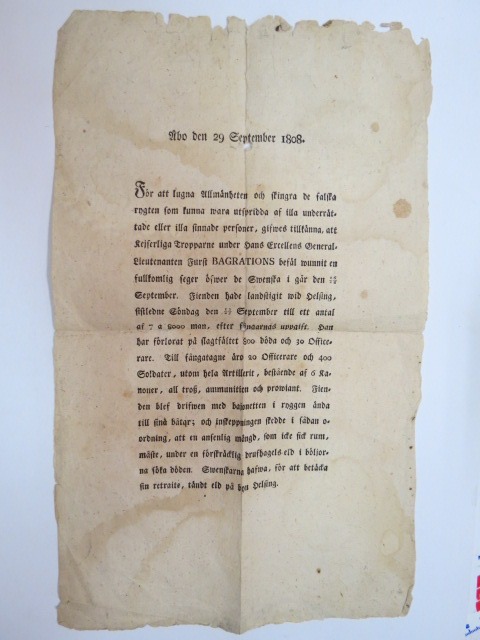 Åbo den 29 September 1808.
För att lugna Allmänheten och skingra de falska
rygten som kunna wara utspridda af illa underrät-
tade eller illa sinnade personer, gifwes tillkänna, att
Keiserliga Tropparne under Hans Excellens General-
Lieutenanten Furst BAGRATIONS befäl wunnit en
fullkomlig seger öfwer de Swenska i går den
September. Fienden hade landstigit wid Helsing,
sistledne Söndag den September till ett antal
af 7 a 8000 man, efter fångarnas uppgift. Han
har förlorat på slagtfältet 800 döda och 30 Office-
rare. Till fångatagne äro 20 Officerare och 400
Soldater, utom hela Artillerit, bestående af 6 Ka-
noner, all troß, ammunition och prowiant. Fien-
den blef drifwen med bajonetten i ryggen ända
till sina båtar; och inskeppningen skedde i sådan o-
ordning, att en ansenlig mängd, som icke fick rum,
måste, under en förskräcklig drufhagels eld i böljor-
na söka döden. Swenskarna hafwa, för att betäcka
sin retraite, tändt eld på byn Helsing.